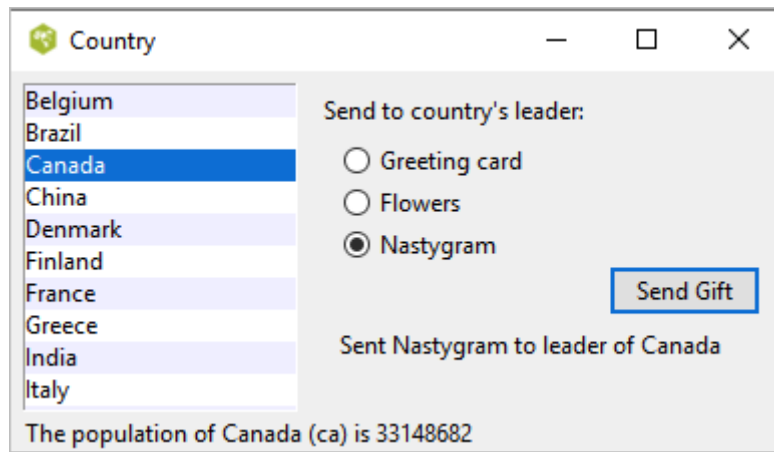 Country
Belgium
Brazil
Canada
China
Denmark
Finland
France
Greece
India
Italy
Send to country's leader:
Greeting card
Flowers
Nastygram
Send Gift
Sent Nastygram to leader of Canada
The population of Canada (ca) is 33148682